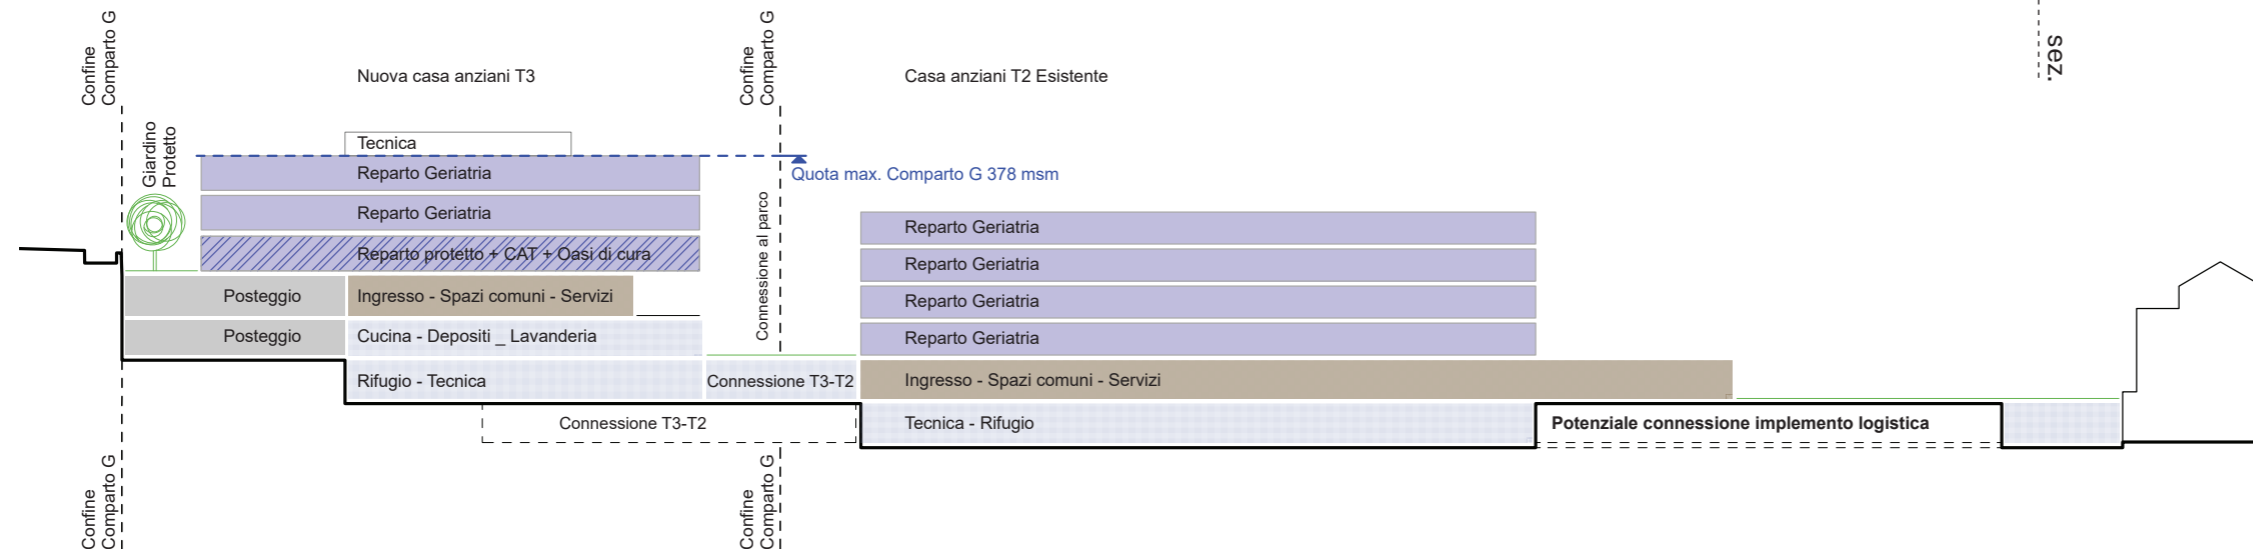 Confine
Comparto G
Nuova casa anziani T3
Confine
Comparto G
Casa anziani T2 Esistente
sez.
Giardino
Protetto
Tecnica
Reparto Geriatria
Quota max. Comparto G 378 msm
Reparto Geriatria
Reparto protetto + CAT + Oasi di cura
Connessione al parco
Reparto Geriatria
Reparto Geriatria
Reparto Geriatria
Reparto Geriatria
Posteggio
Ingresso - Spazi comuni - Servizi
Posteggio
Cucina - Depositi _ Lavanderia
Rifugio - Tecnica
Connessione T3-T2
Ingresso - Spazi comuni - Servizi
Connessione T3-T2
Tecnica - Rifugio
Potenziale connessione implemento logistica
Confine
Comparto G
Confine
Comparto G